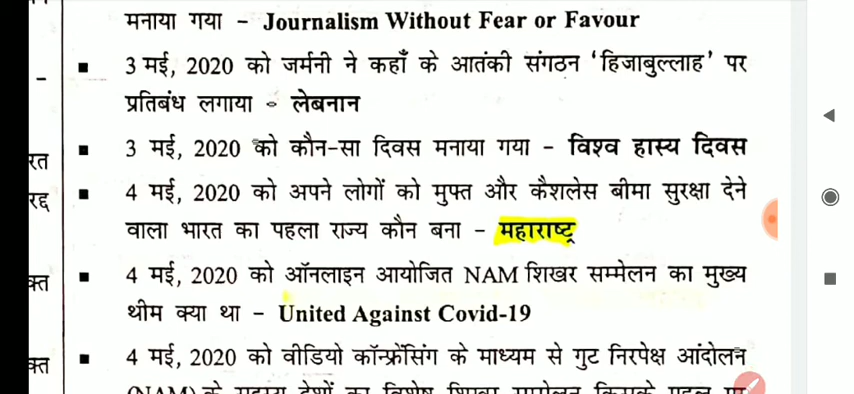 मनाया गया – Journalism Without Fear or Favour
– ▪ 3 मई, 2020 को जर्मनी ने कहाँ के आतंकी संगठन ‘हिजाबुल्लाह’ पर
प्रतिबंध लगाया – लेबनान
रत ▪ 3 मई, 2020 को कौन-सा दिवस मनाया गया – विश्व हास्य दिवस
रद्द ▪ 4 मई, 2020 को अपने लोगों को मुफ्त और कैशलेस बीमा सुरक्षा देने
वाला भारत का पहला राज्य कौन बना – महाराष्ट्र
क्त ▪ 4 मई, 2020 को ऑनलाइन आयोजित NAM शिखर सम्मेलन का मुख्य
थीम क्या था – United Against Covid-19
क्त ▪ 4 मई, 2020 को वीडियो कॉन्फ्रेंसिंग के माध्यम से गुट निरपेक्ष आंदोलन
(NAM) के